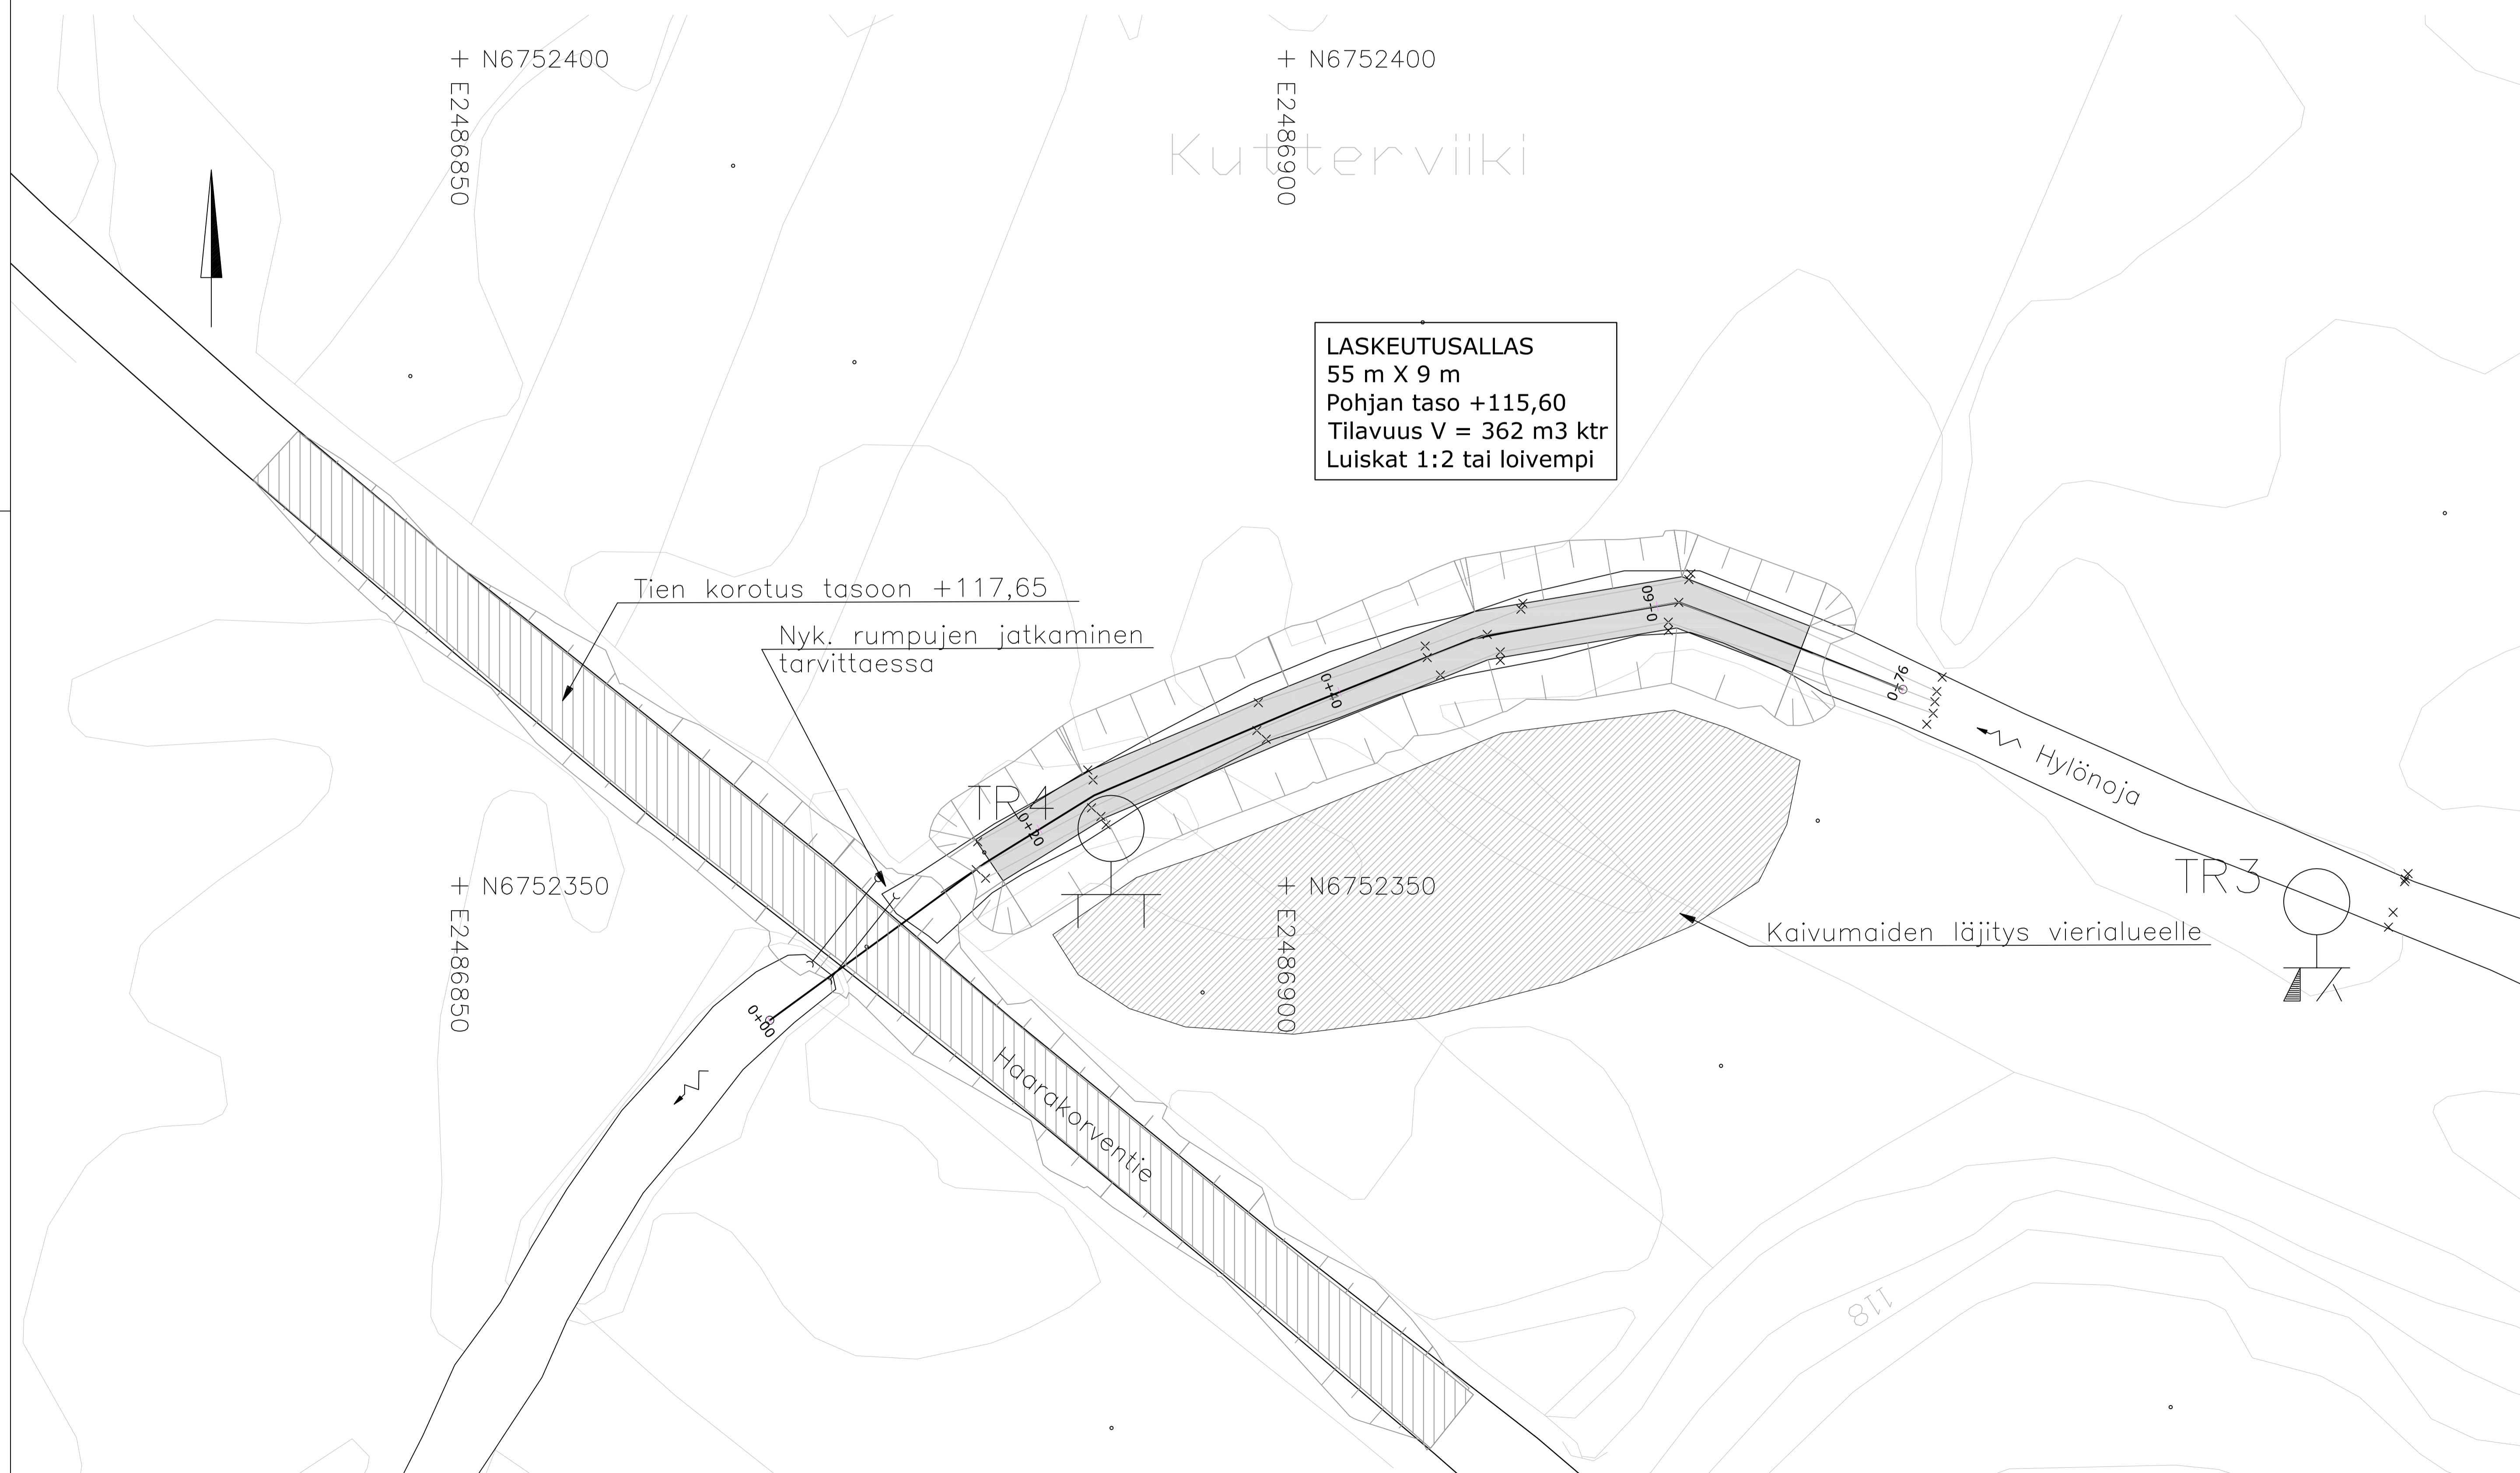 N6752400
E2486850
N6752400
E2486900
Kutterviiki
LASKEUTUSALLAS
55 m X 9 m
Pohjan taso +115,60
Tilavuus V = 362 m3 ktr
Luiskat 1:2 tai loivempi
Tien korotus tasoon +117,65
Nyk. rumpujen jatkaminen
tarvittaessa
0+60
0+40
0+76
Hylönoja
TR4
0+20
N6752350
E2486850
N6752350
E2486900
TR3
Kaivumaiden läjitys vierialueelle
0+00
Haarakorventie
118